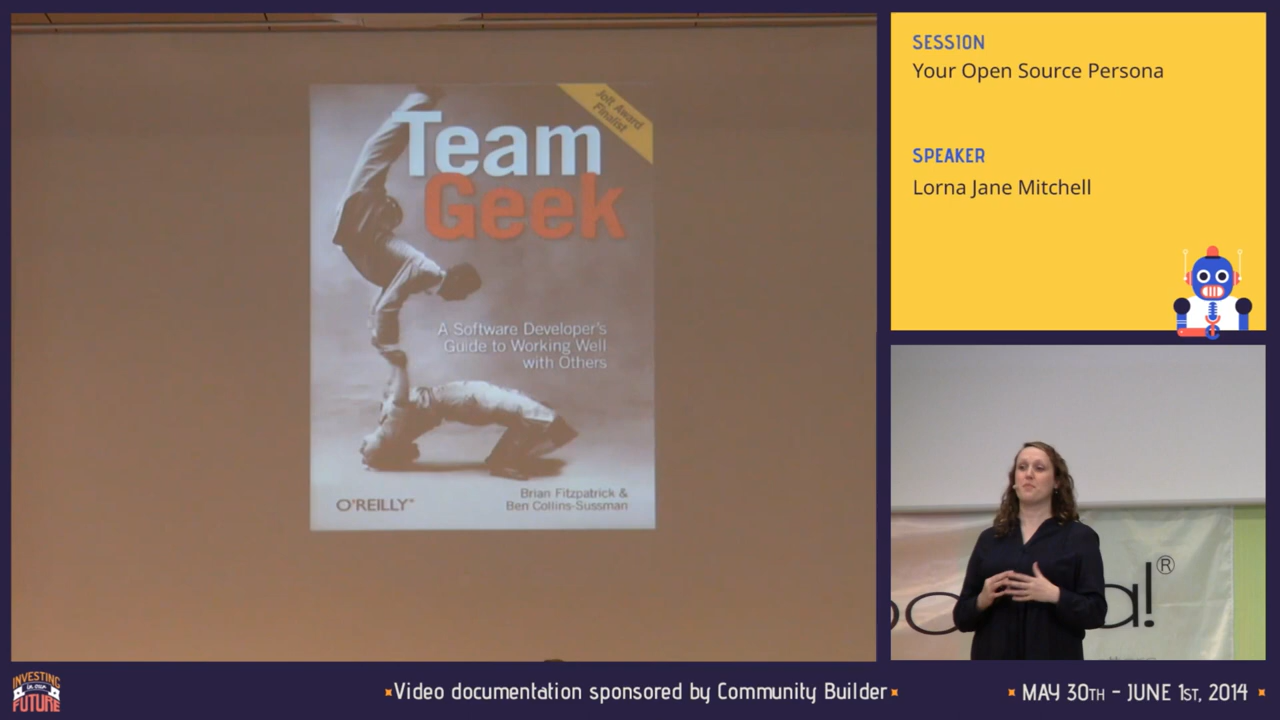 Jolt Award
Finalist
Team
Geek
A Software Developer's
Guide to Working Well
with Others
O'REILLY
Brian Fitzpatrick &
Ben Collins-Sussman
SESSION
Your Open Source Persona
SPEAKER
Lorna Jane Mitchell
a!®
INVESTING
IN OUR
FUTURE
Video documentation sponsored by Community Builder
MAY 30TH - JUNE 1ST, 2014